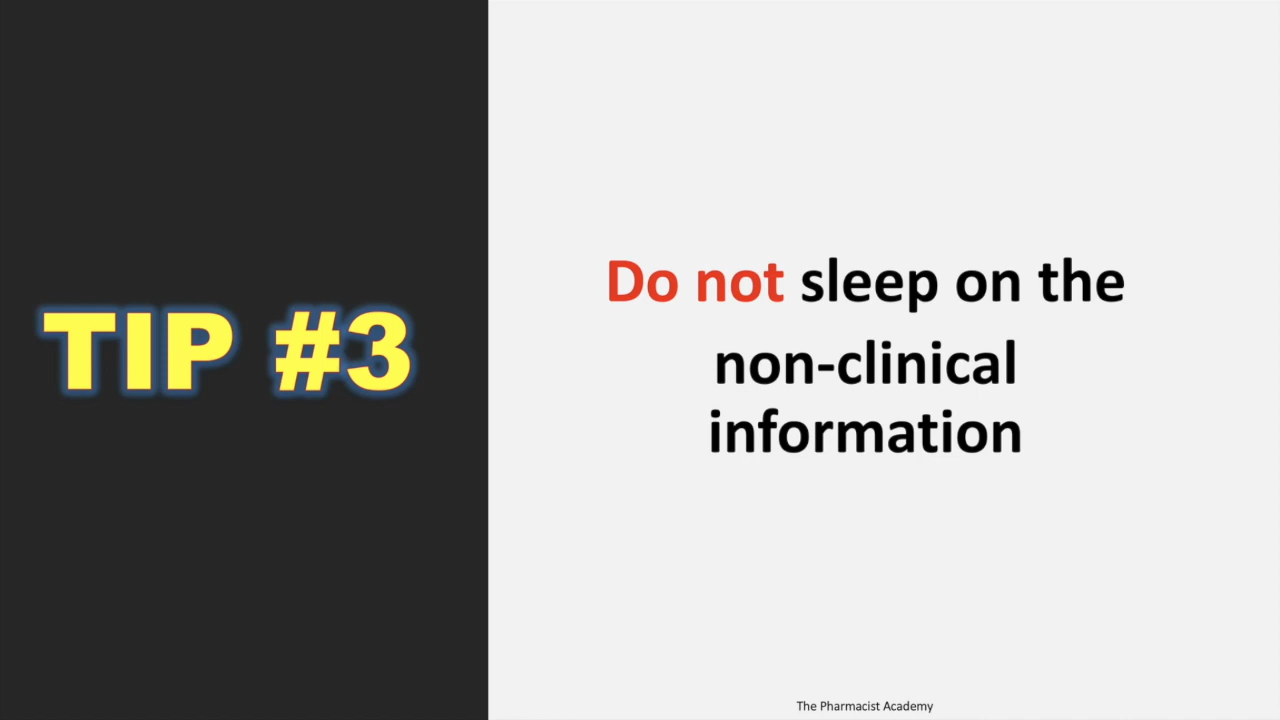 TIP #3
Do not sleep on the
non-clinical
information
The Pharmacist Academy